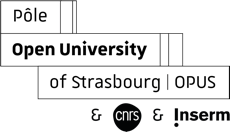 Pôle
Open University
of Strasbourg | OPUS
& cnrs & Inserm